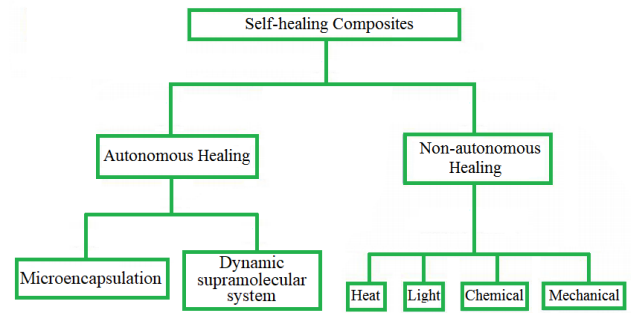 Self-healing Composites
Autonomous Healing
Non-autonomous
Healing
Microencapsulation
Dynamic
supramolecular
system
Heat
Light
Chemical
Mechanical